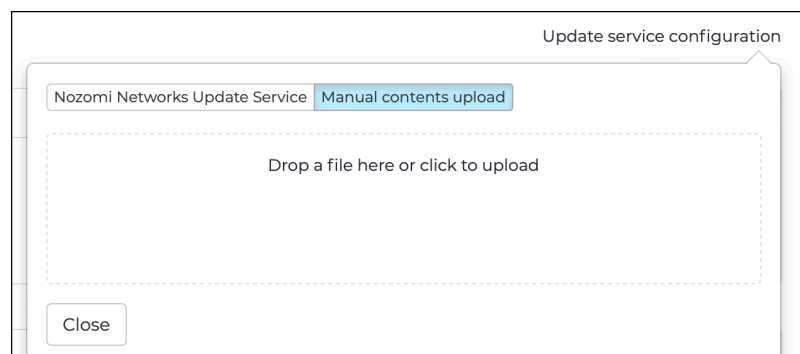 Update service configuration
Nozomi Networks Update Service Manual contents upload
Drop a file here or click to upload
Close